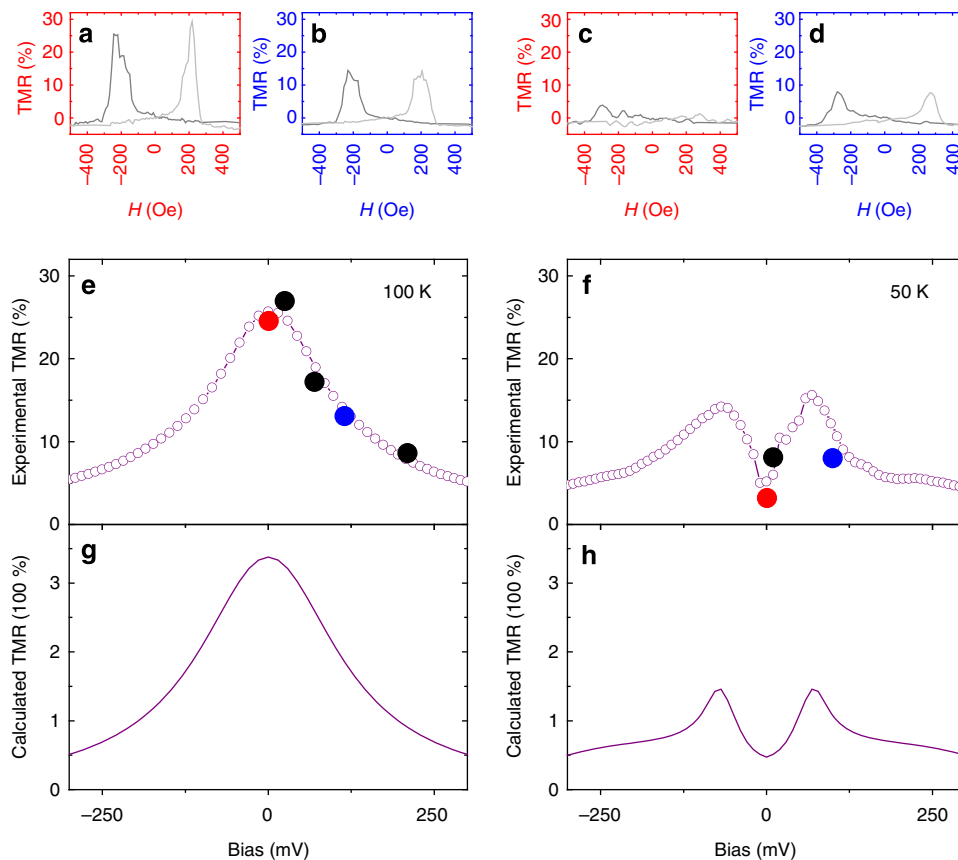 a
TMR (%)
30
20
10
0
−400
−200
0
200
400
H (Oe)
b
TMR (%)
30
20
10
0
−400
−200
0
200
400
H (Oe)
c
TMR (%)
30
20
10
0
−400
−200
0
200
400
H (Oe)
d
TMR (%)
30
20
10
0
−400
−200
0
200
400
H (Oe)
e
100 K
Experimental TMR (%)
30
20
10
0
f
50 K
Experimental TMR (%)
30
20
10
0
g
Calculated TMR (100 %)
3
2
1
0
−250
0
250
Bias (mV)
h
Calculated TMR (100 %)
3
2
1
0
−250
0
250
Bias (mV)